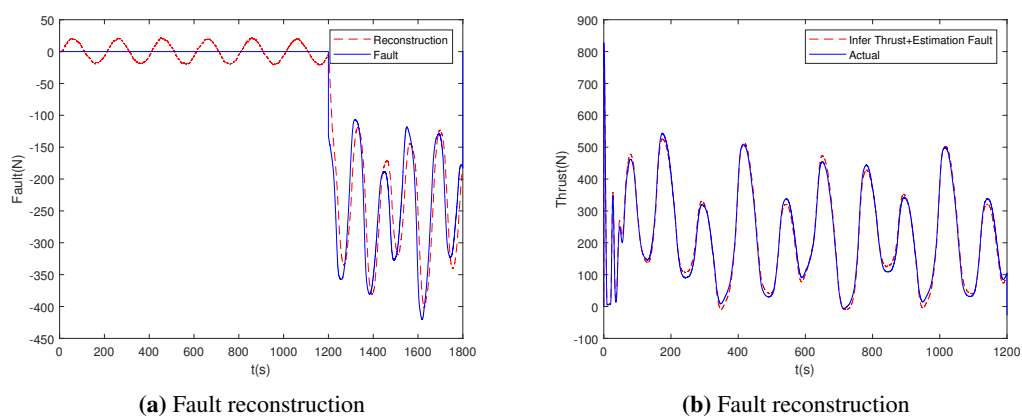 50
0
-50
-100
-150
-200
-250
-300
-350
-400
-450
Fault(N)
0 200 400 600 800 1000 1200 1400 1600 1800
t(s)
Reconstruction
Fault
(a) Fault reconstruction
900
800
700
600
500
400
300
200
100
0
-100
Thrust(N)
0 200 400 600 800 1000 1200
t(s)
Infer Thrust+Estimation Fault
Actual
(b) Fault reconstruction